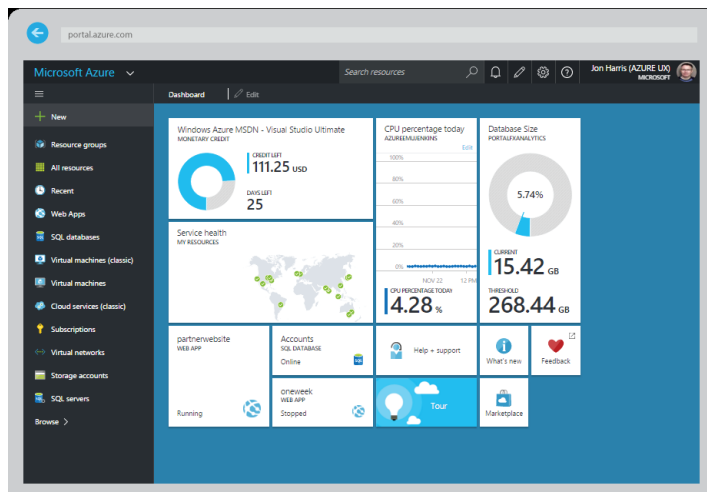 portal.azure.com
Microsoft Azure
Search resources
Jon Harris (AZURE UX)
MICROSOFT
Dashboard
Edit
New
Resource groups
All resources
Recent
Web Apps
SQL databases
Virtual machines (classic)
Virtual machines
Cloud services (classic)
Subscriptions
Virtual networks
Storage accounts
SQL servers
Browse >
Windows Azure MSDN - Visual Studio Ultimate
MONETARY CREDIT
CREDIT LEFT
111.25 USD
DAYS LEFT
25
CPU percentage today
AZUREEMUJENKINS
Edit
100%
80%
60%
40%
20%
0%
NOV 22
12 PM
CPU PERCENTAGE TODAY
4.28 %
Database Size
PORTALFXANALYTICS
5.74%
CURRENT
15.42 GB
THRESHOLD
268.44 GB
Service health
MY RESOURCES
partnerwebsite
WEB APP
Running
Accounts
SQL DATABASE
Online
SQL
Help + support
What's new
Feedback
oneweek
WEB APP
Stopped
Tour
Marketplace